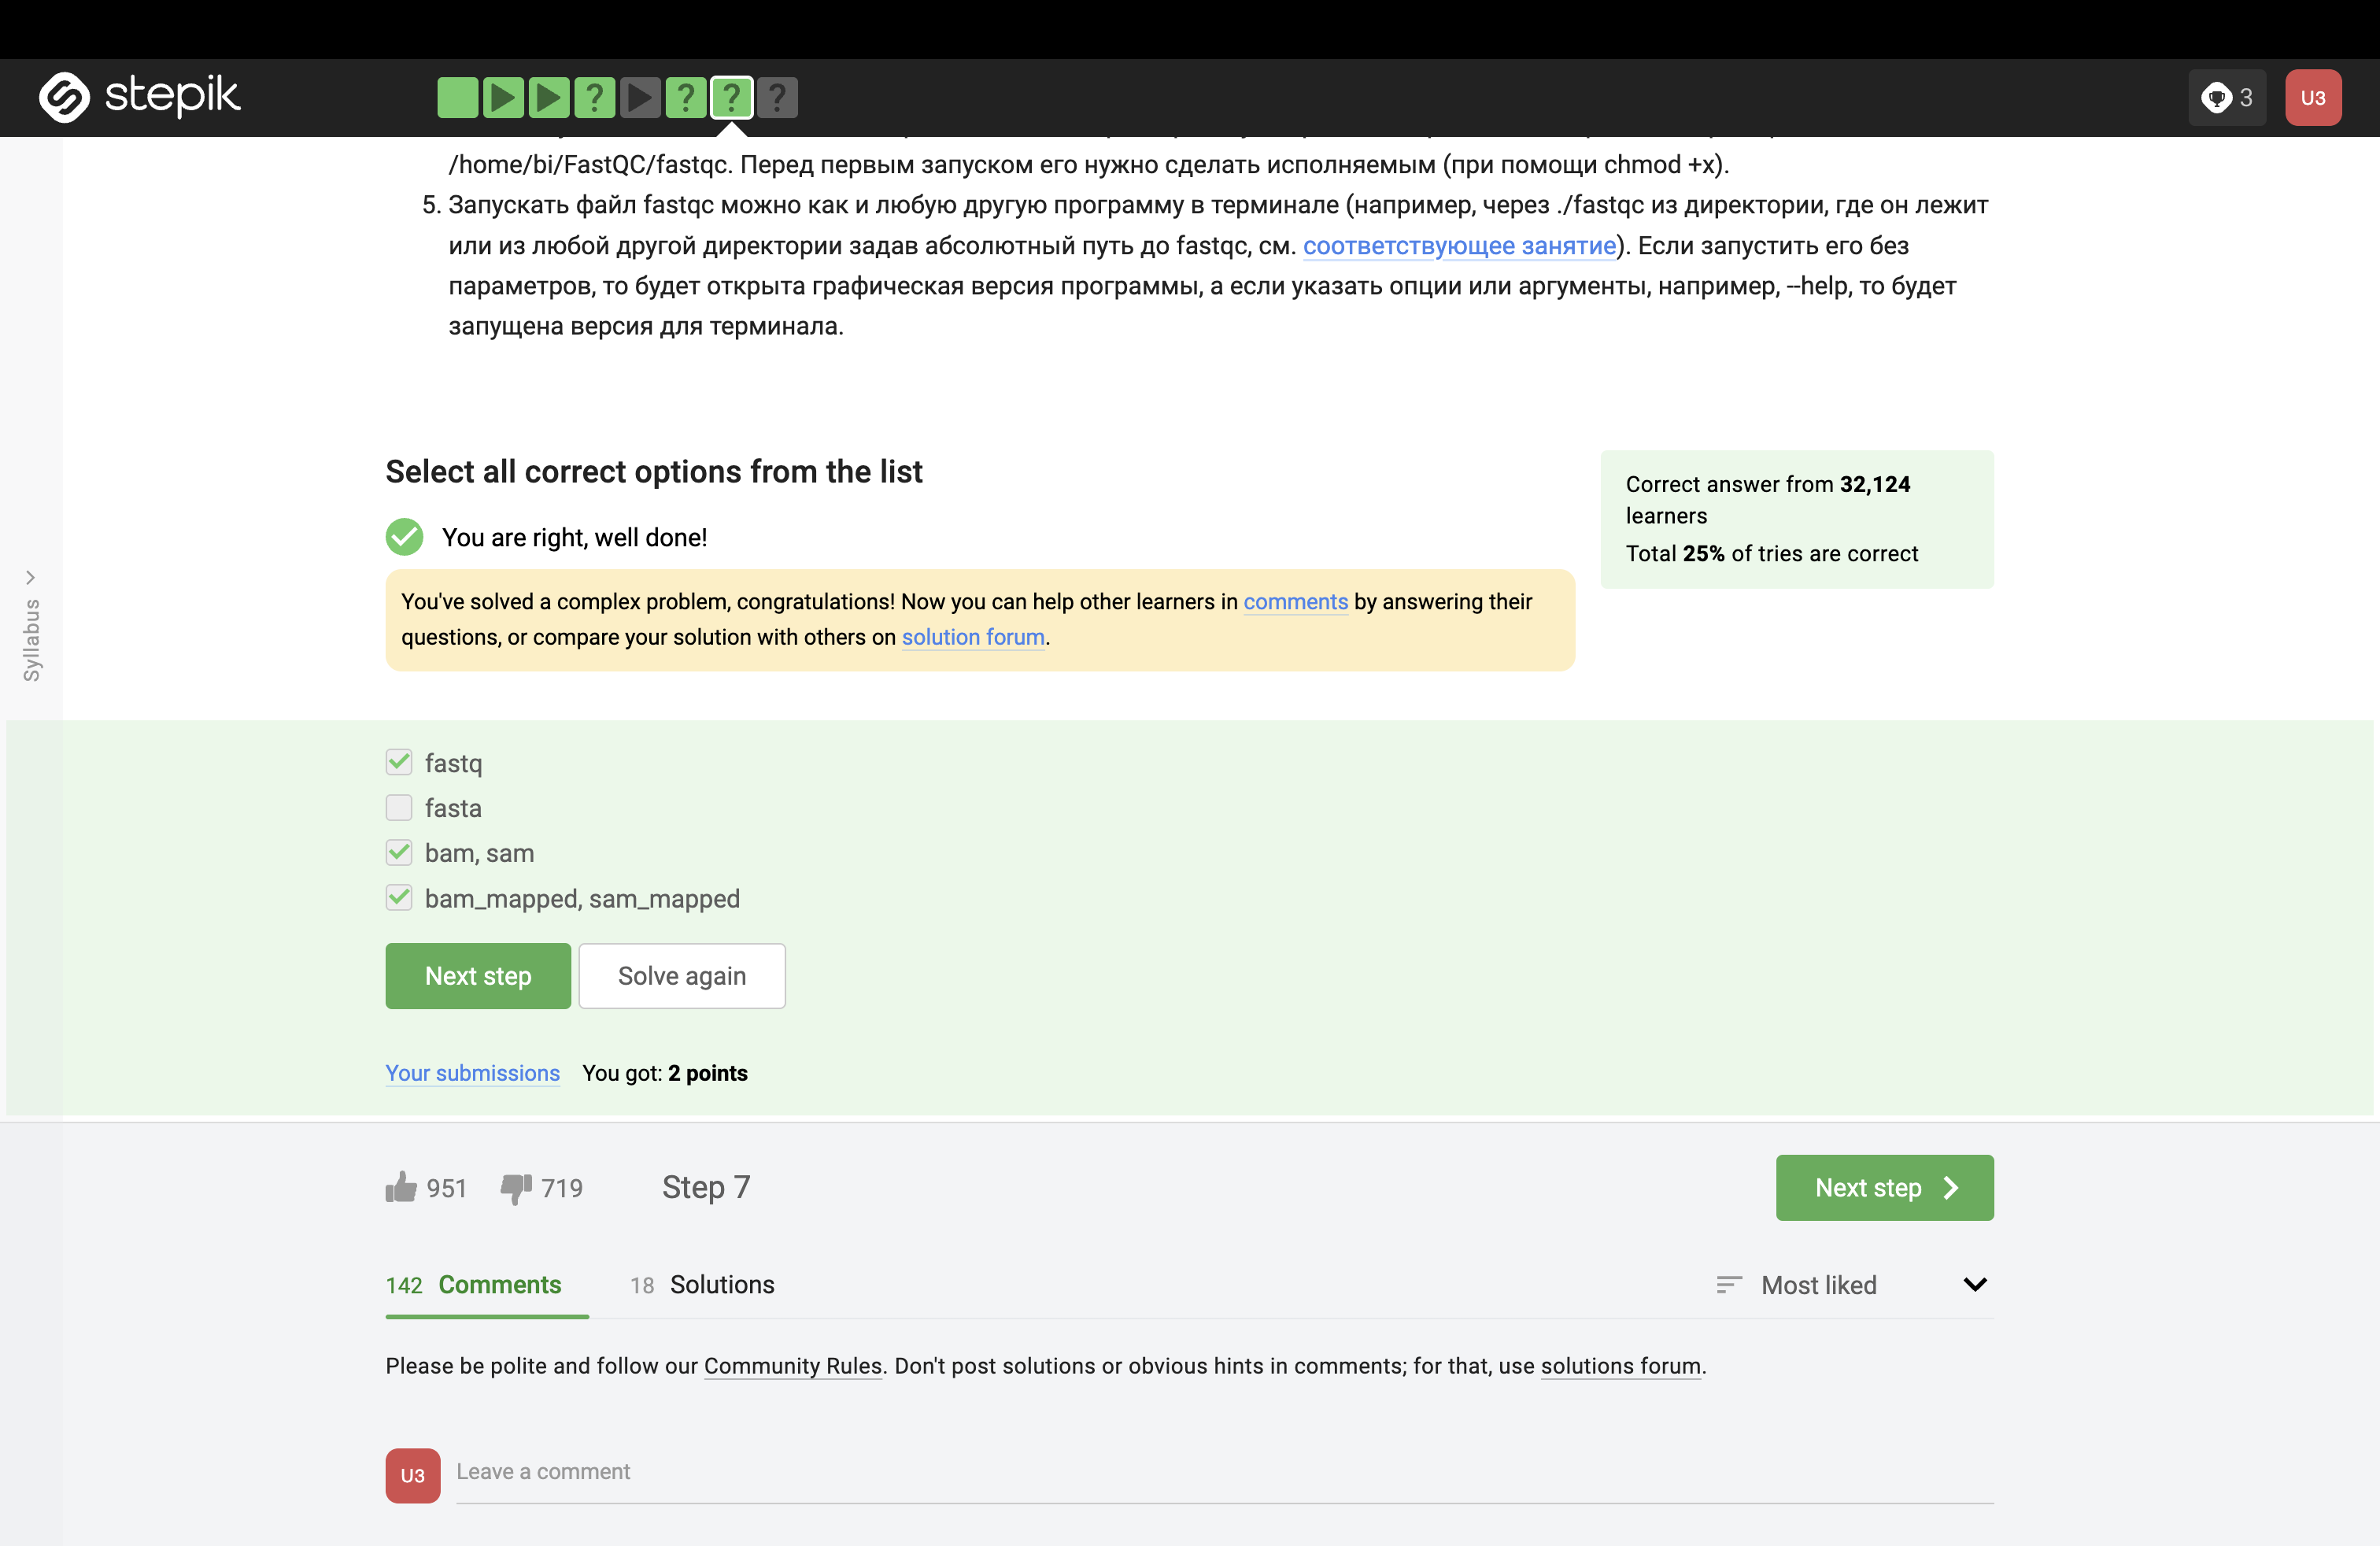 stepik
? ? ? ?
3
U3
/home/bi/FastQC/fastqc. Перед первым запуском его нужно сделать исполняемым (при помощи chmod +x).
5. Запускать файл fastqc можно как и любую другую программу в терминале (например, через ./fastqc из директории, где он лежит
или из любой другой директории задав абсолютный путь до fastqc, см. соответствующее занятие). Если запустить его без
параметров, то будет открыта графическая версия программы, а если указать опции или аргументы, например, --help, то будет
запущена версия для терминала.
Select all correct options from the list
You are right, well done!
You've solved a complex problem, congratulations! Now you can help other learners in comments by answering their
questions, or compare your solution with others on solution forum.
Correct answer from 32,124
learners
Total 25% of tries are correct
Syllabus
fastq
fasta
bam, sam
bam_mapped, sam_mapped
Next step
Solve again
Your submissions You got: 2 points
951 719 Step 7
Next step
142 Comments 18 Solutions
Most liked
Please be polite and follow our Community Rules. Don't post solutions or obvious hints in comments; for that, use solutions forum.
U3
Leave a comment